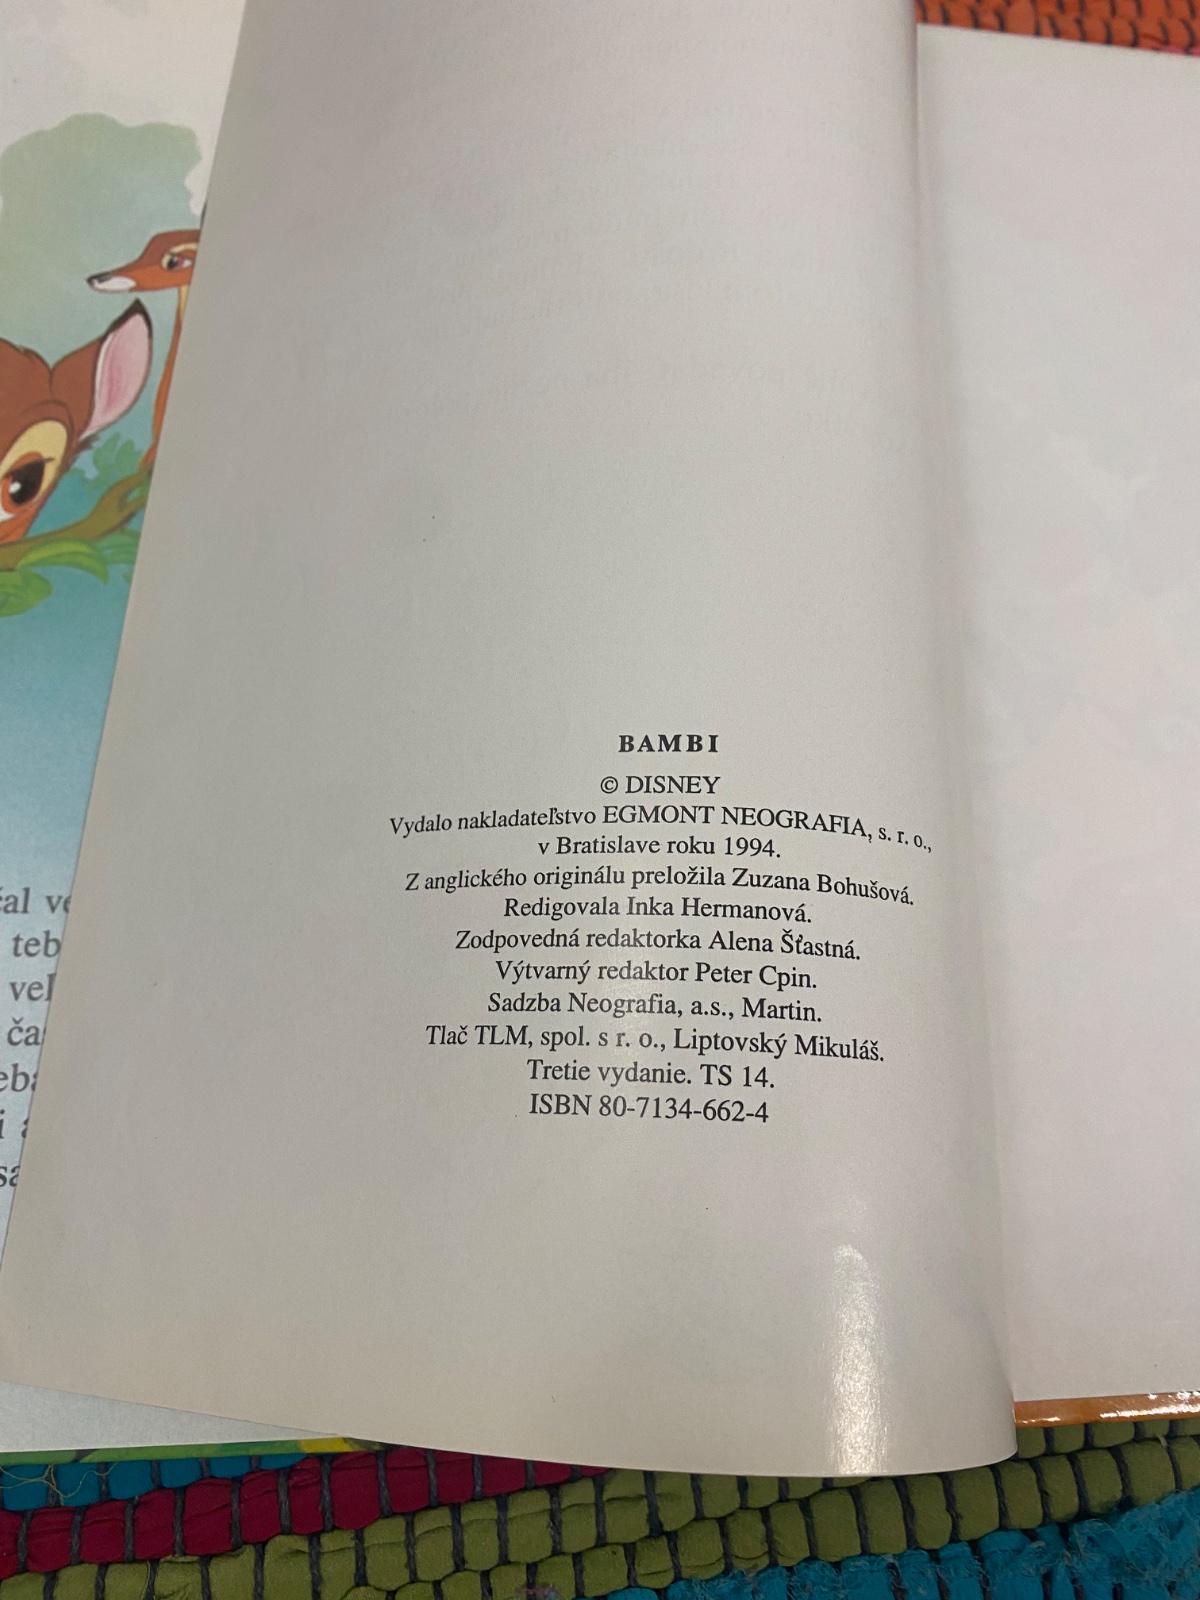 BAMBI
© DISNEY
Vydalo nakladateľstvo EGMONT NEOGRAFIA, s. r. o.,
v Bratislave roku 1994.
Z anglického originálu preložila Zuzana Bohušová.
Redigovala Inka Hermanová.
Zodpovedná redaktorka Alena Šťastná.
Výtvarný redaktor Peter Cpin.
Sadzba Neografia, a.s., Martin.
Tlač TLM, spol. s r. o., Liptovský Mikuláš.
Tretie vydanie. TS 14.
ISBN 80-7134-662-4